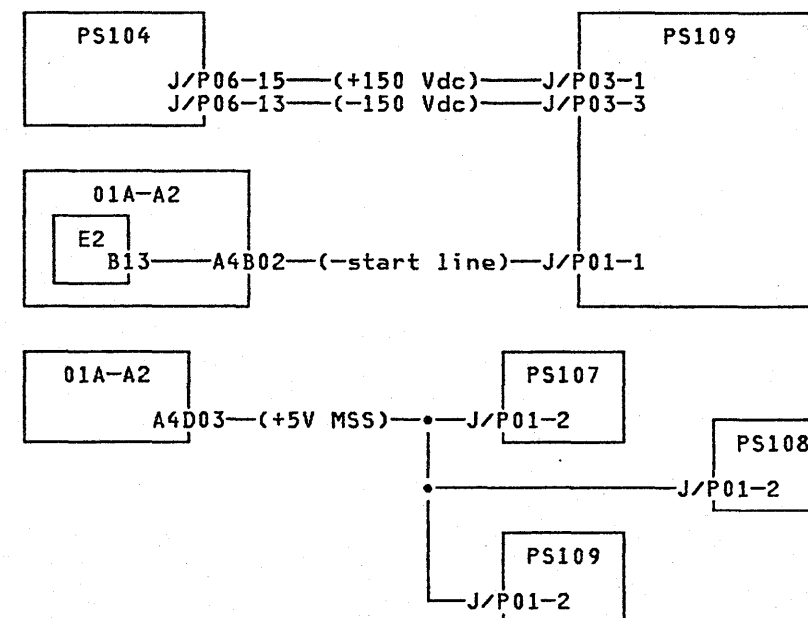 PS104 PS109
J/P06-15—(+150 Vdc)—J/P03-1
J/P06-13—(-150 Vdc)—J/P03-3
01A-A2
E2
B13—A4B02—(-start line)—J/P01-1
01A-A2 PS107
A4D03—(+5V MSS)—J/P01-2
PS108
J/P01-2
PS109
J/P01-2